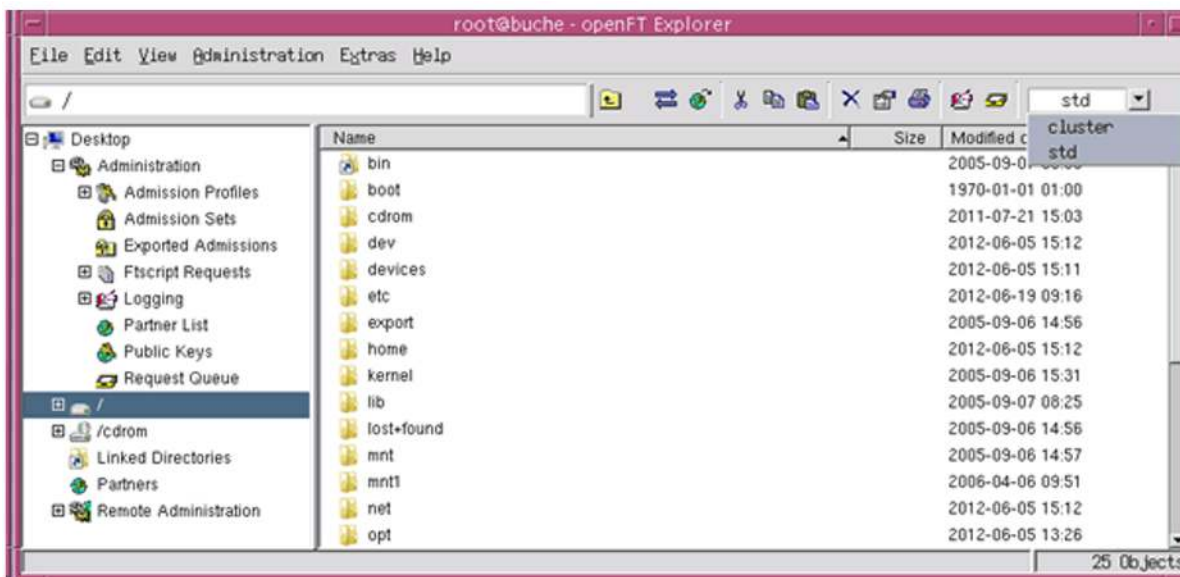 root@buche - openFT Explorer
File Edit View Administration Extras Help
/ std
cluster
std
Desktop
Administration
Admission Profiles
Admission Sets
Exported Admissions
Ftscript Requests
Logging
Partner List
Public Keys
Request Queue
/
/cdrom
Linked Directories
Partners
Remote Administration
Name Size Modified
bin 2005-09-0
boot 1970-01-01 01:00
cdrom 2011-07-21 15:03
dev 2012-06-05 15:12
devices 2012-06-05 15:11
etc 2012-06-19 09:16
export 2005-09-06 14:56
home 2012-06-05 15:12
kernel 2005-09-06 15:31
lib 2005-09-07 08:25
lost+found 2005-09-06 14:56
mnt 2005-09-06 14:57
mnt1 2006-04-06 09:51
net 2012-06-05 15:12
opt 2012-06-05 13:26
25 Objects